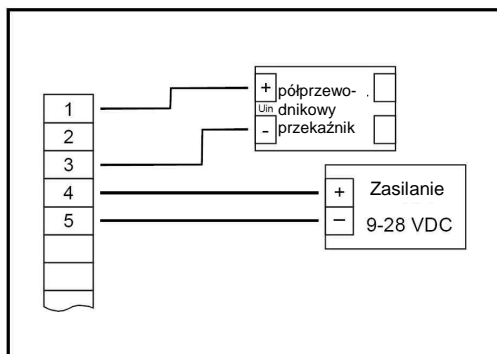 1
2
3
4
5
+
Uin
-
półprzewo-
dnikowy
przekaźnik
+
−
Zasilanie
9-28 VDC